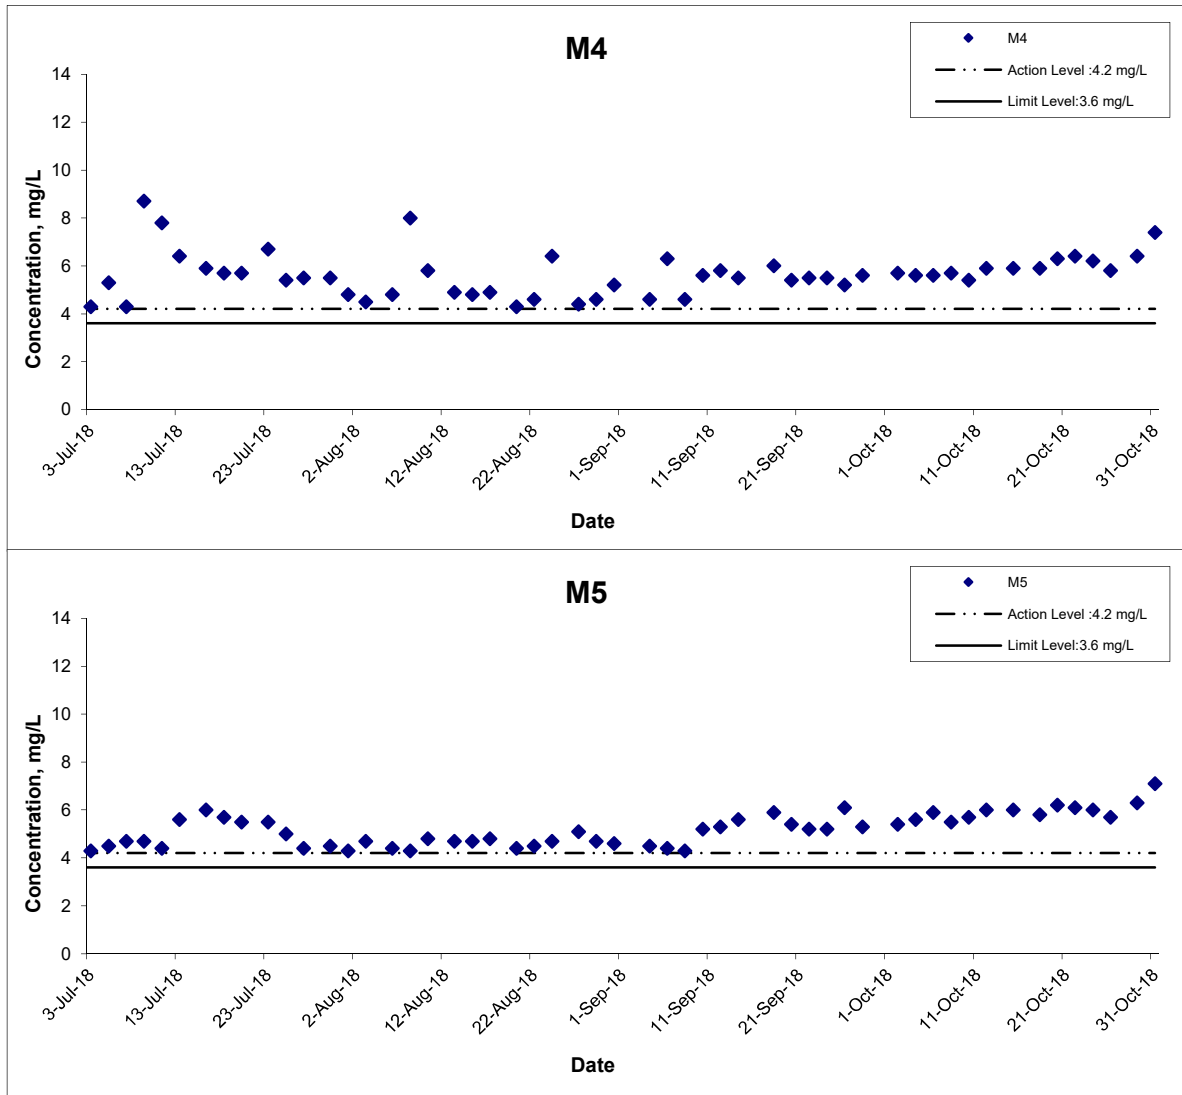 M4
M4
Action Level :4.2 mg/L
Limit Level:3.6 mg/L
Concentration, mg/L
14
12
10
8
6
4
2
0
3-Jul-18
13-Jul-18
23-Jul-18
2-Aug-18
12-Aug-18
22-Aug-18
1-Sep-18
11-Sep-18
21-Sep-18
1-Oct-18
11-Oct-18
21-Oct-18
31-Oct-18
Date
M5
M5
Action Level :4.2 mg/L
Limit Level:3.6 mg/L
Concentration, mg/L
14
12
10
8
6
4
2
0
3-Jul-18
13-Jul-18
23-Jul-18
2-Aug-18
12-Aug-18
22-Aug-18
1-Sep-18
11-Sep-18
21-Sep-18
1-Oct-18
11-Oct-18
21-Oct-18
31-Oct-18
Date